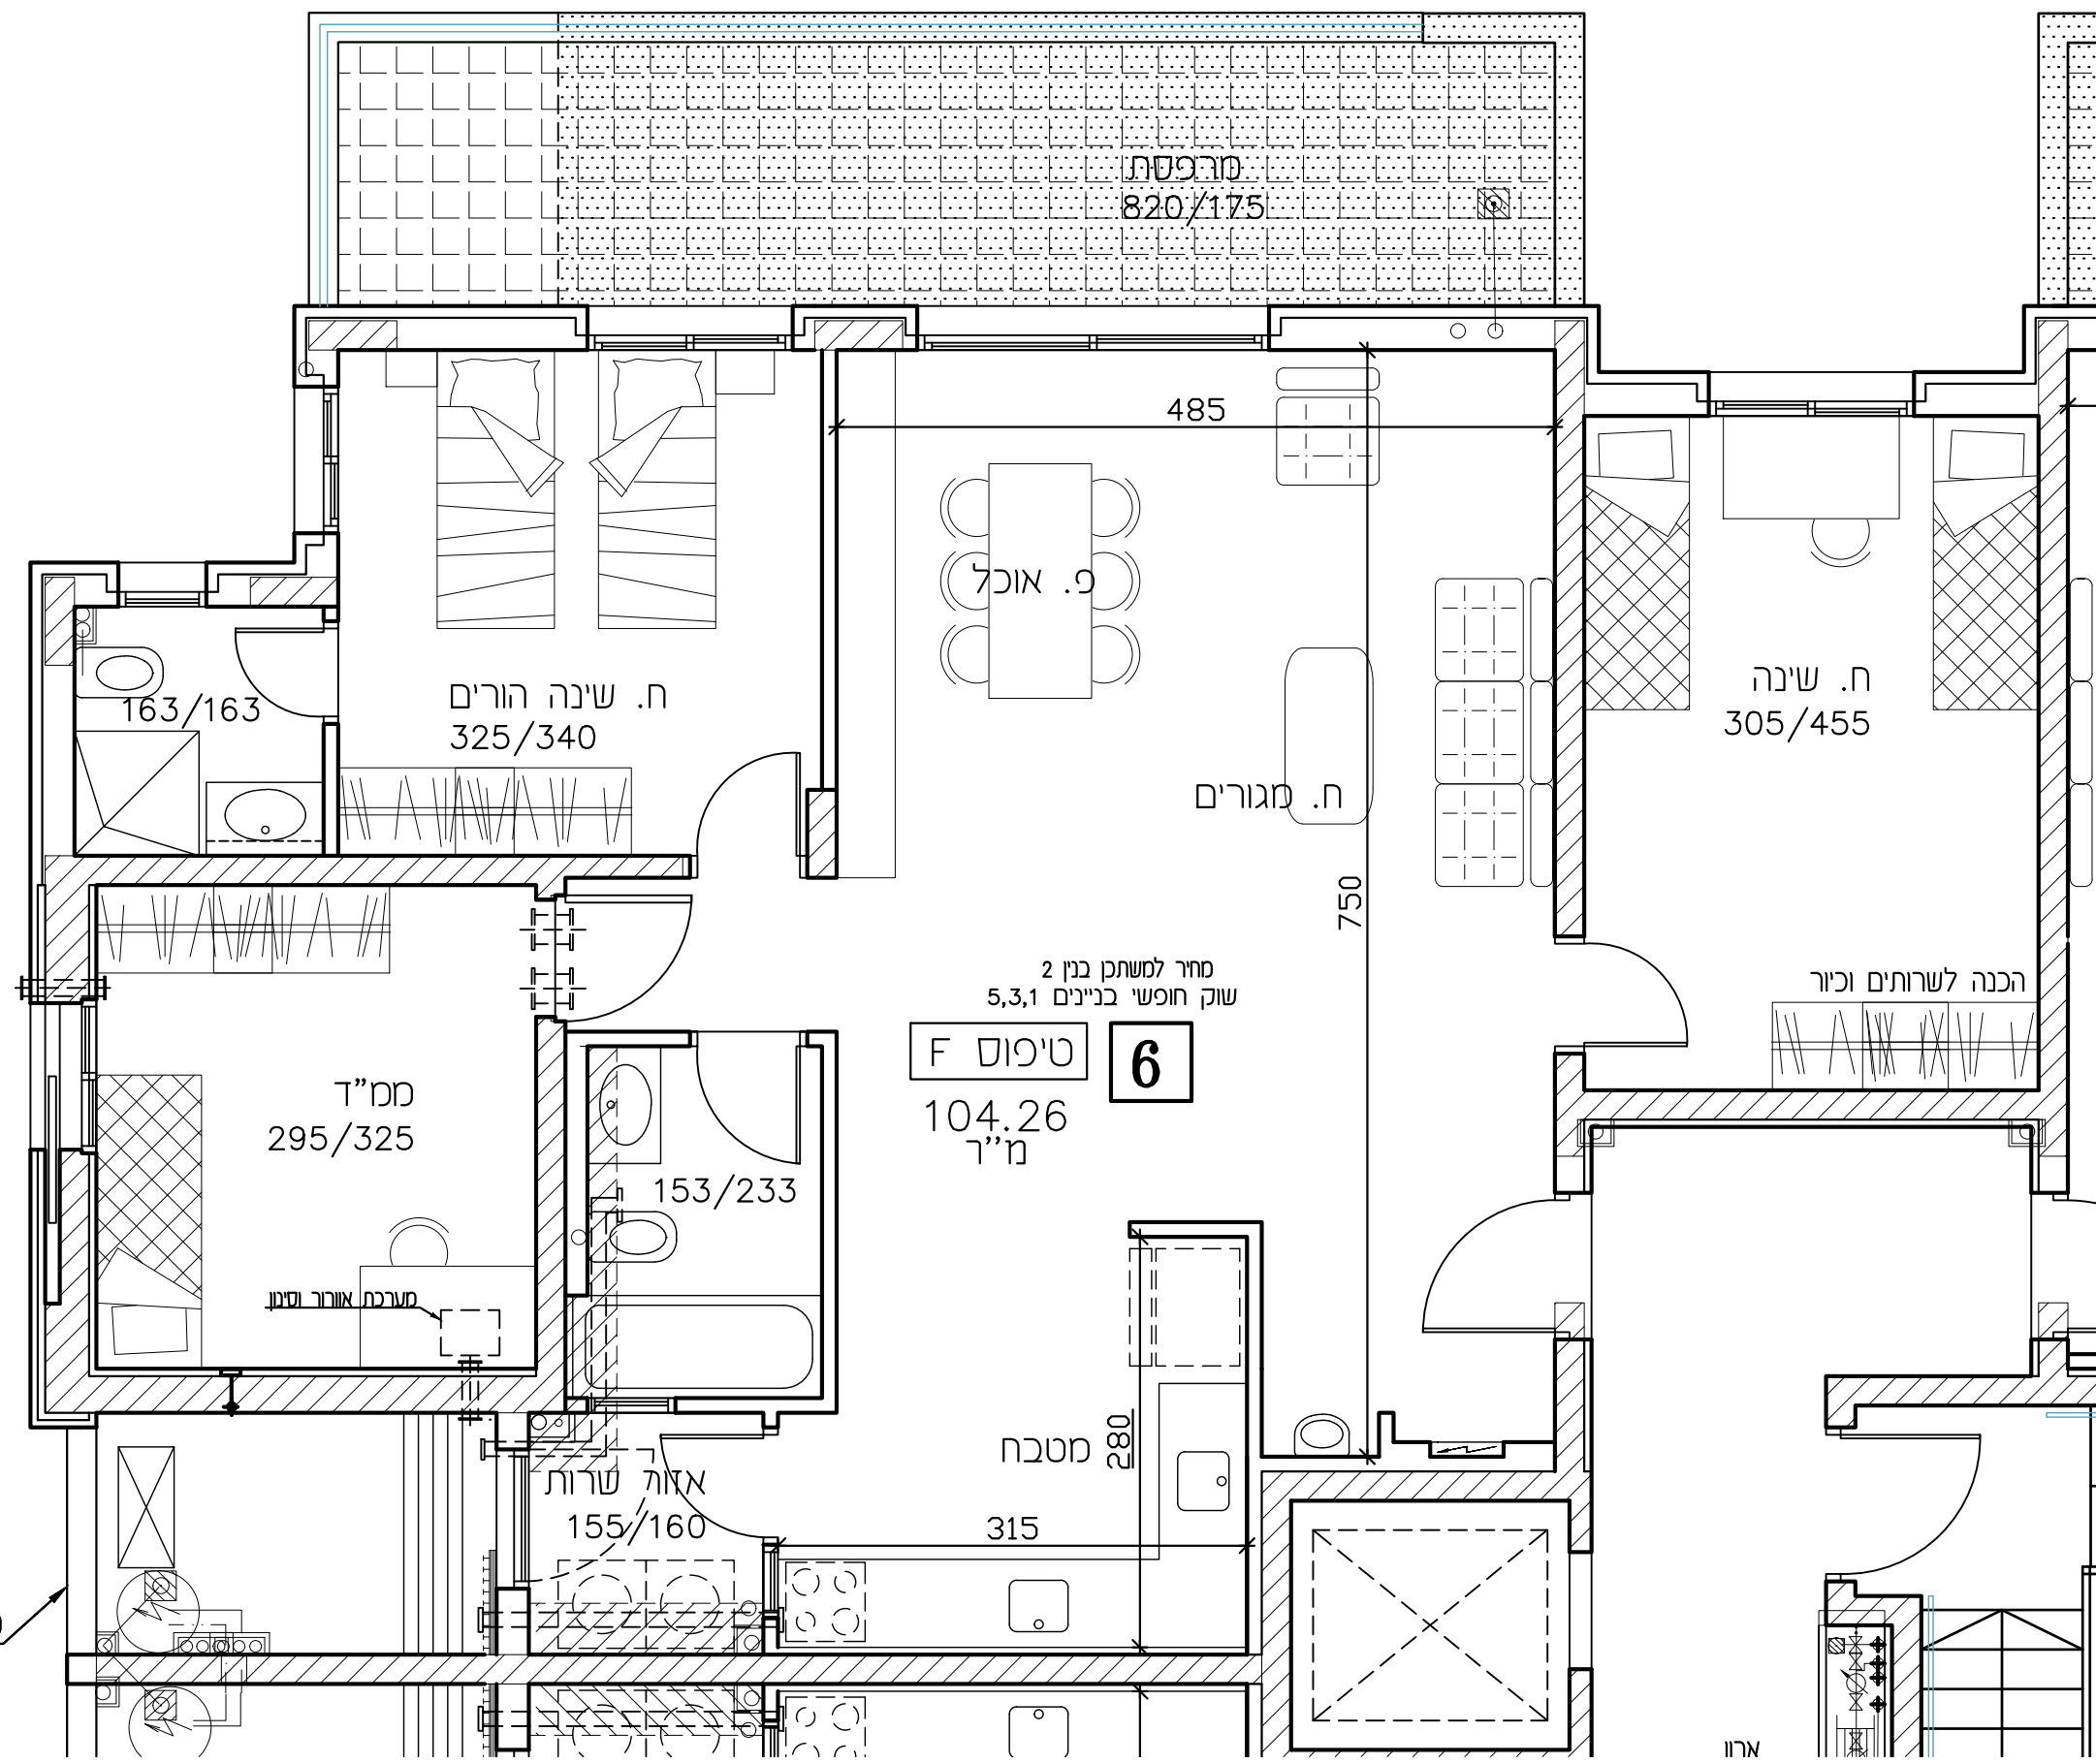 מרפסת
820/175
485
פ. אוכל
ח. שינה
305/455
163/163
ח. שינה הורים
325/340
ח. מגורים
750
מחיר למשתכן בנין 2
שוק חופשי בניינים 5,3,1
הכנה לשרותים וכיור
טיפוס F
6
104.26
מ"ר
ממ"ד
295/325
153/233
מערכת אוורור וסינון
מטבח
280
אזור שרות
155/160
315
ארון